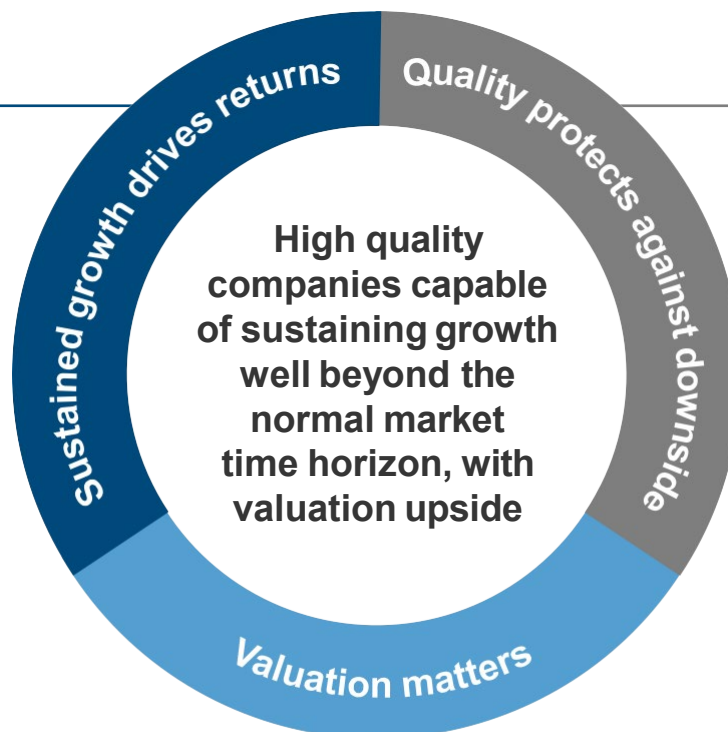 Sustained growth drives returns
Quality protects against downside
High quality
companies capable
of sustaining growth
well beyond the
normal market
time horizon, with
valuation upside
Valuation matters